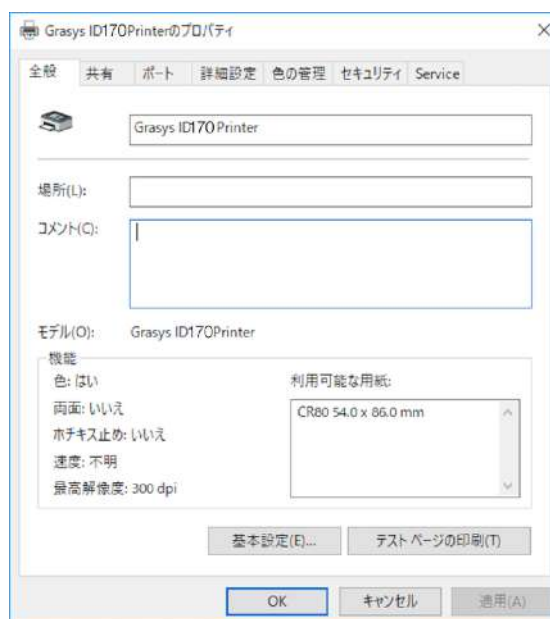 Grasys ID170Printerのプロパティ
全般 共有 ポート 詳細設定 色の管理 セキュリティ Service
Grasys ID170 Printer
場所(L):
コメント(C):
モデル(O): Grasys ID170Printer
機能
色: はい
両面: いいえ
ホチキス止め: いいえ
速度: 不明
最高解像度: 300 dpi
利用可能な用紙:
CR80 54.0 x 86.0 mm
基本設定(E)... テスト ページの印刷(T)
OK キャンセル 適用(A)